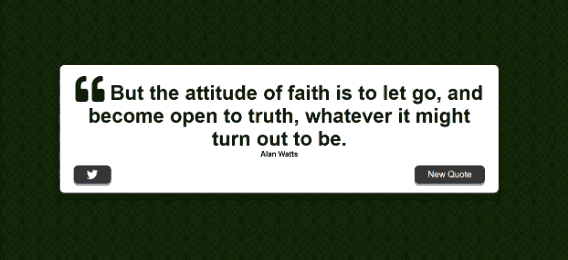 “ But the attitude of faith is to let go, and
become open to truth, whatever it might
turn out to be.
Alan Watts
New Quote